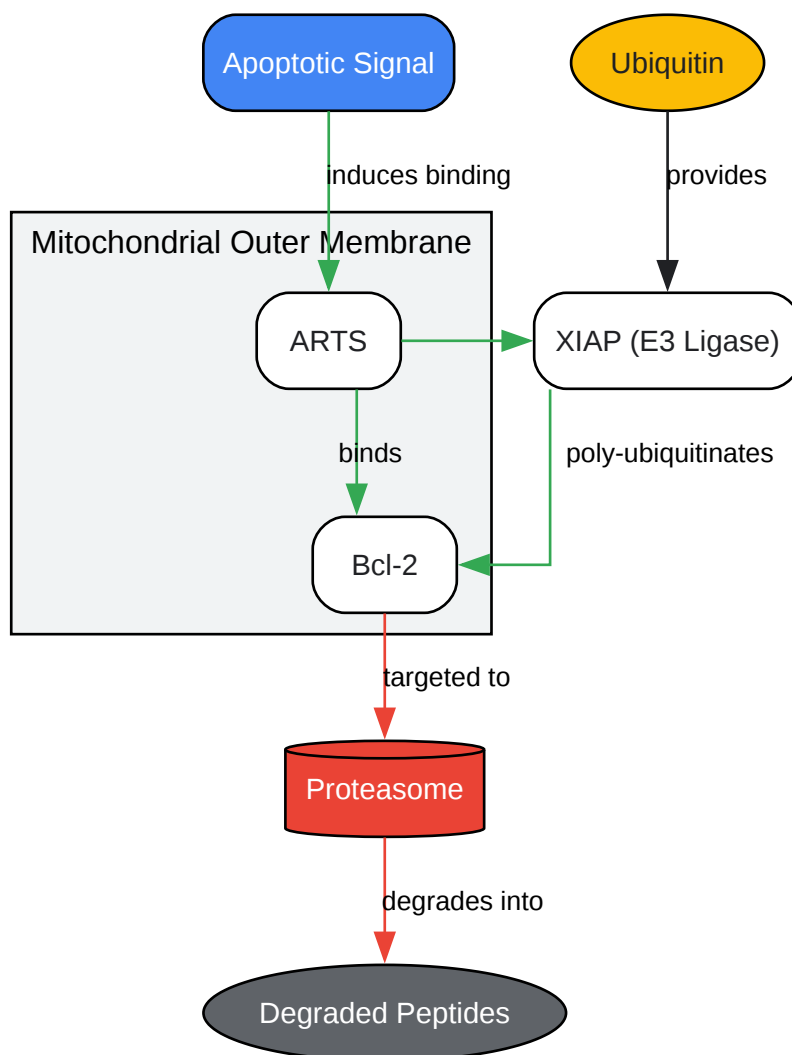 Apoptotic Signal
Ubiquitin
induces binding
provides
Mitochondrial Outer Membrane
ARTS
XIAP (E3 Ligase)
binds
poly-ubiquitinates
Bcl-2
targeted to
Proteasome
degrades into
Degraded Peptides